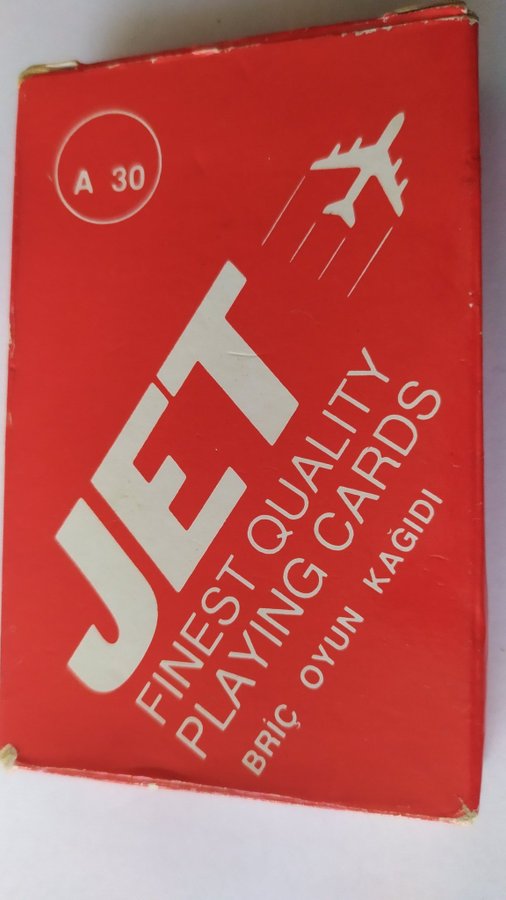 A 30
JET
FINEST QUALITY
PLAYING CARDS
BRİÇ OYUN KAĞIDI